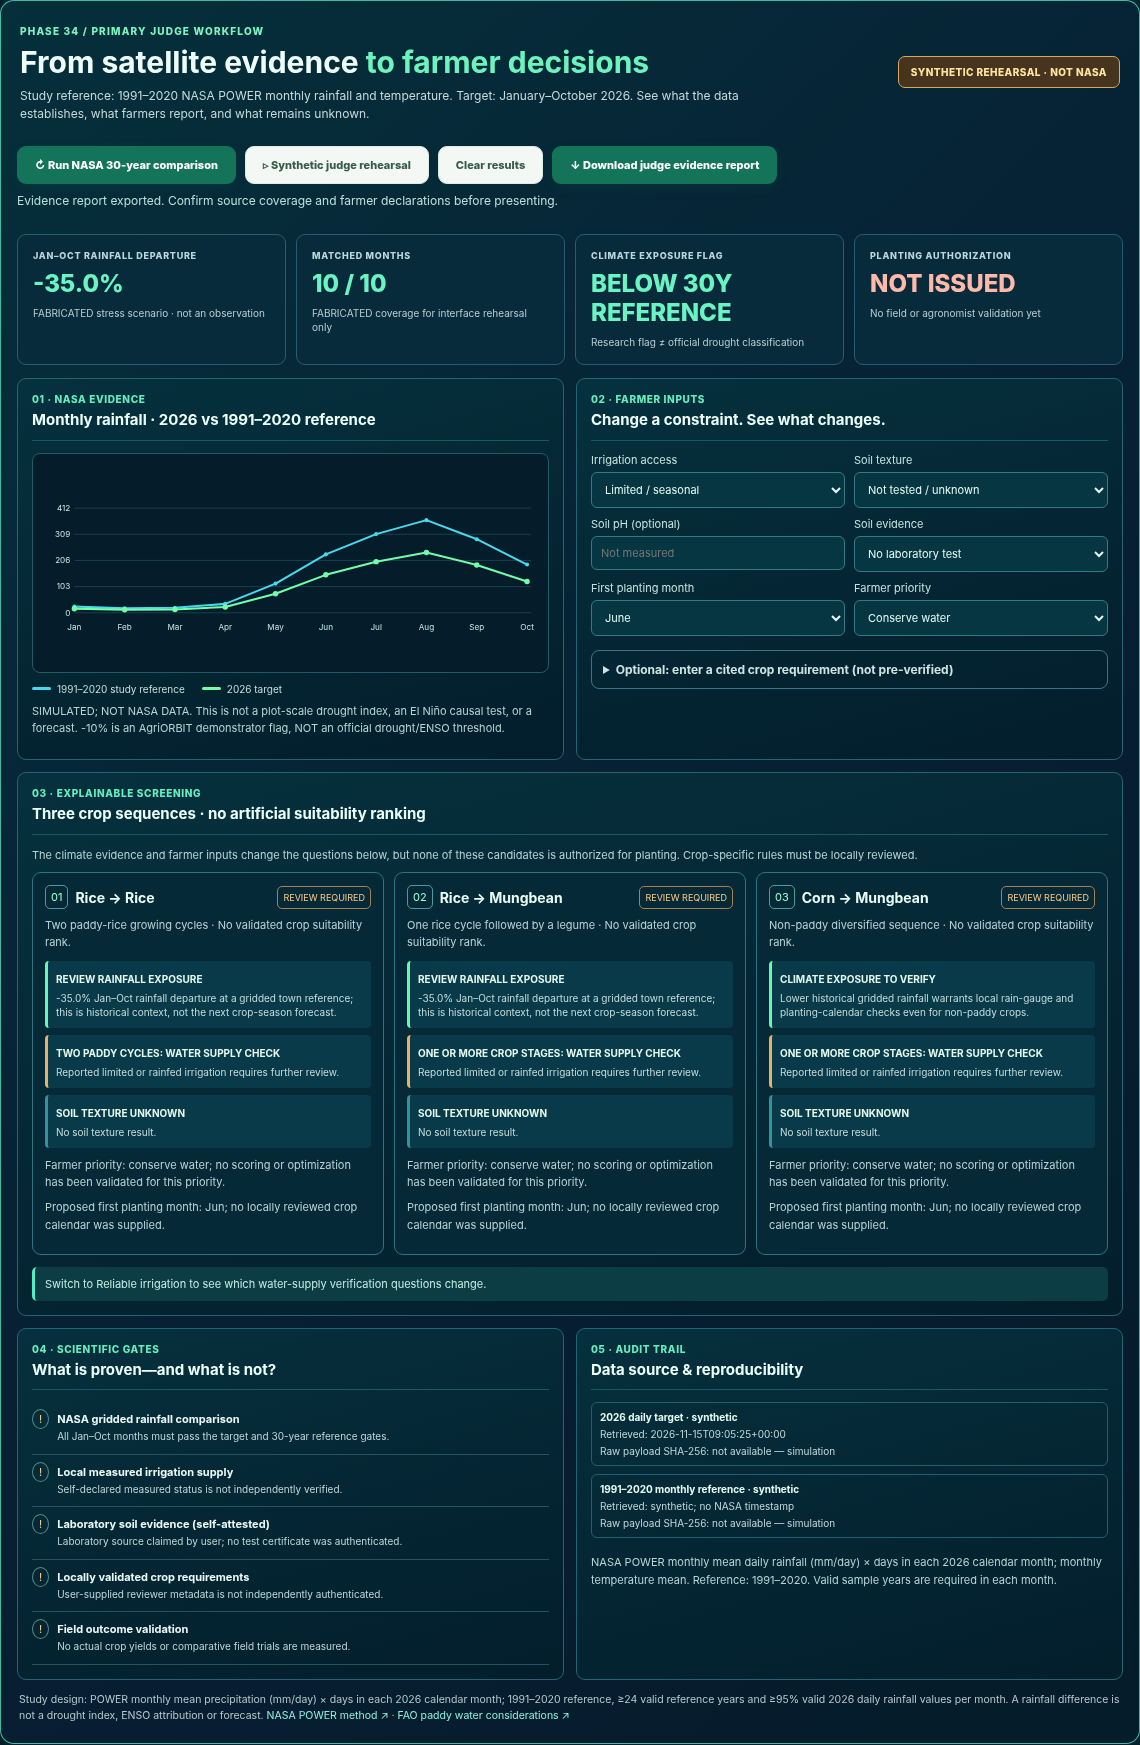 PHASE 34 / PRIMARY JUDGE WORKFLOW
From satellite evidence to farmer decisions
SYNTHETIC REHEARSAL · NOT NASA
Study reference: 1991–2020 NASA POWER monthly rainfall and temperature. Target: January–October 2026. See what the data
establishes, what farmers report, and what remains unknown.
↻ Run NASA 30-year comparison
▹ Synthetic judge rehearsal
Clear results
↓ Download judge evidence report
Evidence report exported. Confirm source coverage and farmer declarations before presenting.
JAN–OCT RAINFALL DEPARTURE
-35.0%
FABRICATED stress scenario · not an observation
MATCHED MONTHS
10 / 10
FABRICATED coverage for interface rehearsal
only
CLIMATE EXPOSURE FLAG
BELOW 30Y
REFERENCE
Research flag ≠ official drought classification
PLANTING AUTHORIZATION
NOT ISSUED
No field or agronomist validation yet
01 · NASA EVIDENCE
Monthly rainfall · 2026 vs 1991–2020 reference
412
309
206
103
0
Jan Feb Mar Apr May Jun Jul Aug Sep Oct
1991–2020 study reference 2026 target
SIMULATED; NOT NASA DATA. This is not a plot-scale drought index, an El Niño causal test, or a
forecast. -10% is an AgriORBIT demonstrator flag, NOT an official drought/ENSO threshold.
02 · FARMER INPUTS
Change a constraint. See what changes.
Irrigation access
Limited / seasonal
Soil texture
Not tested / unknown
Soil pH (optional)
Not measured
Soil evidence
No laboratory test
First planting month
June
Farmer priority
Conserve water
▶ Optional: enter a cited crop requirement (not pre-verified)
03 · EXPLAINABLE SCREENING
Three crop sequences · no artificial suitability ranking
The climate evidence and farmer inputs change the questions below, but none of these candidates is authorized for planting. Crop-specific rules must be locally reviewed.
01 Rice → Rice
REVIEW REQUIRED
Two paddy-rice growing cycles · No validated crop suitability
rank.
REVIEW RAINFALL EXPOSURE
-35.0% Jan–Oct rainfall departure at a gridded town reference;
this is historical context, not the next crop-season forecast.
TWO PADDY CYCLES: WATER SUPPLY CHECK
Reported limited or rainfed irrigation requires further review.
SOIL TEXTURE UNKNOWN
No soil texture result.
Farmer priority: conserve water; no scoring or optimization
has been validated for this priority.
Proposed first planting month: Jun; no locally reviewed crop
calendar was supplied.
02 Rice → Mungbean
REVIEW REQUIRED
One rice cycle followed by a legume · No validated crop
suitability rank.
REVIEW RAINFALL EXPOSURE
-35.0% Jan–Oct rainfall departure at a gridded town reference;
this is historical context, not the next crop-season forecast.
ONE OR MORE CROP STAGES: WATER SUPPLY CHECK
Reported limited or rainfed irrigation requires further review.
SOIL TEXTURE UNKNOWN
No soil texture result.
Farmer priority: conserve water; no scoring or optimization
has been validated for this priority.
Proposed first planting month: Jun; no locally reviewed crop
calendar was supplied.
03 Corn → Mungbean
REVIEW REQUIRED
Non-paddy diversified sequence · No validated crop suitability
rank.
CLIMATE EXPOSURE TO VERIFY
Lower historical gridded rainfall warrants local rain-gauge and
planting-calendar checks even for non-paddy crops.
ONE OR MORE CROP STAGES: WATER SUPPLY CHECK
Reported limited or rainfed irrigation requires further review.
SOIL TEXTURE UNKNOWN
No soil texture result.
Farmer priority: conserve water; no scoring or optimization
has been validated for this priority.
Proposed first planting month: Jun; no locally reviewed crop
calendar was supplied.
Switch to Reliable irrigation to see which water-supply verification questions change.
04 · SCIENTIFIC GATES
What is proven—and what is not?
! NASA gridded rainfall comparison
All Jan–Oct months must pass the target and 30-year reference gates.
! Local measured irrigation supply
Self-declared measured status is not independently verified.
! Laboratory soil evidence (self-attested)
Laboratory source claimed by user; no test certificate was authenticated.
! Locally validated crop requirements
User-supplied reviewer metadata is not independently authenticated.
! Field outcome validation
No actual crop yields or comparative field trials are measured.
05 · AUDIT TRAIL
Data source & reproducibility
2026 daily target · synthetic
Retrieved: 2026-11-15T09:05:25+00:00
Raw payload SHA-256: not available — simulation
1991–2020 monthly reference · synthetic
Retrieved: synthetic; no NASA timestamp
Raw payload SHA-256: not available — simulation
NASA POWER monthly mean daily rainfall (mm/day) × days in each 2026 calendar month; monthly
temperature mean. Reference: 1991–2020. Valid sample years are required in each month.
Study design: POWER monthly mean precipitation (mm/day) × days in each 2026 calendar month; 1991–2020 reference, ≥24 valid reference years and ≥95% valid 2026 daily rainfall values per month. A rainfall difference is
not a drought index, ENSO attribution or forecast. NASA POWER method ↗ · FAO paddy water considerations ↗